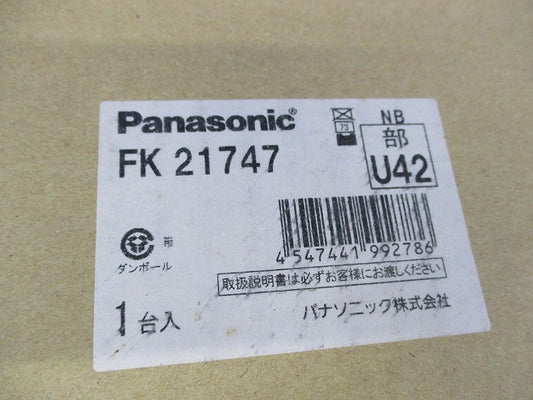 Panasonic®
NB
FK 21747
73
部
U42
4 547441 992786
箱
ダンボール
取扱説明書は必ずお客様にお渡しください
1台入
パナソニック株式会社